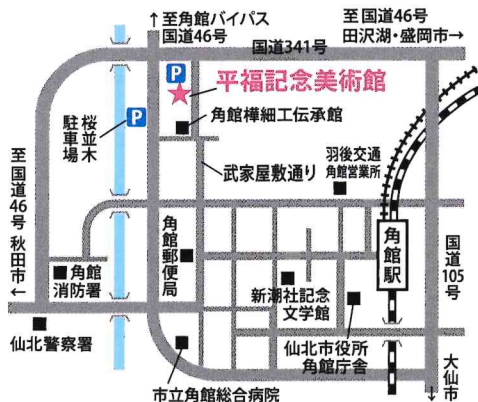 ↑至角館バイパス
国道46号
至国道46号
田沢湖・盛岡市→
国道341号
P
平福記念美術館
桜並木
駐車場
P
角館樺細工伝承館
武家屋敷通り
羽後交通
角館営業所
至国道46号 秋田市
←
角館駅
国道105号
角館郵便局
角館
消防署
新潮社記念
文学館
仙北警察署
仙北市役所
角館庁舎
市立角館総合病院
大仙市
↓